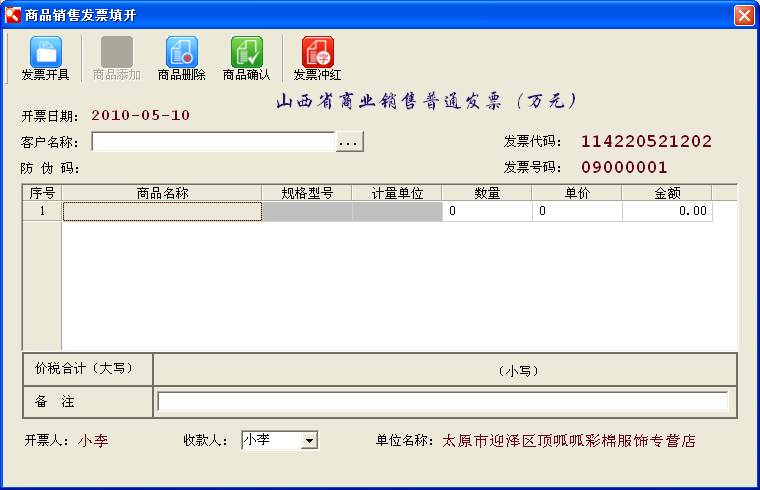 商品销售发票填开
发票开具 商品添加 商品删除 商品确认 发票冲红
山西省商业销售普通发票（万元）
开票日期： 2010-05-10
客户名称： ... 发票代码： 114220521202
防 伪 码： 发票号码： 09000001
序号 商品名称 规格型号 计量单位 数量 单价 金额
1 0 0 0.00
价税合计（大写） （小写）
备 注
开票人： 小李 收款人： 小李 单位名称： 太原市迎泽区顶呱呱彩棉服饰专营店